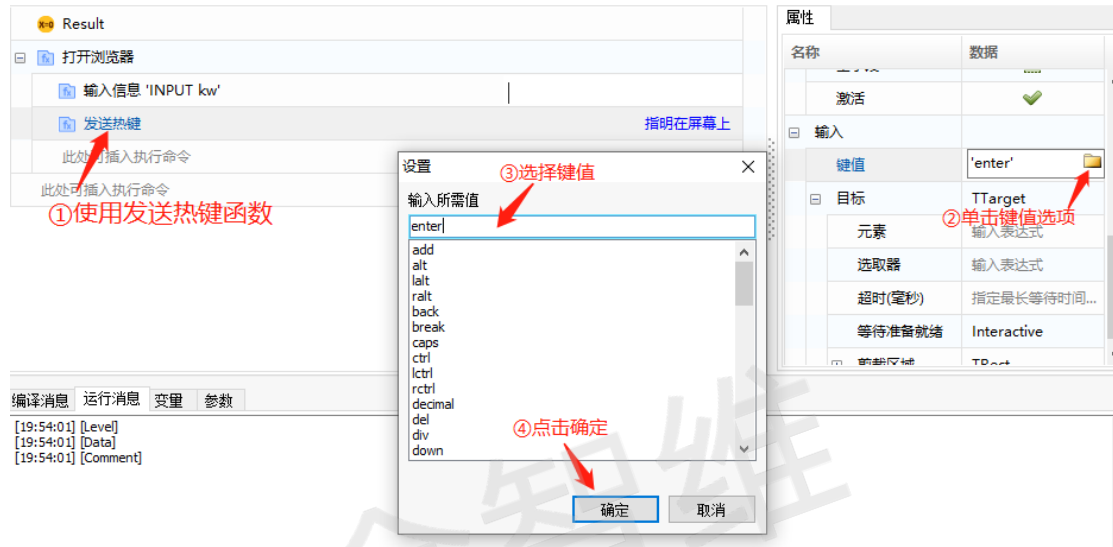 Result
打开浏览器
输入信息 'INPUT kw'
发送热键
指明在屏幕上
此处可插入执行命令
此处可插入执行命令
①使用发送热键函数
属性
名称 数据
激活
输入
键值 'enter'
②单击键值选项
目标 TTarget
元素 输入表达式
选取器 输入表达式
超时(毫秒) 指定最长等待时间...
等待准备就绪 Interactive
剪裁区域 TRect
设置
③选择键值
输入所需值
enter
add
alt
lalt
ralt
back
break
caps
ctrl
lctrl
rctrl
decimal
del
div
down
④点击确定
确定 取消
编译消息 运行消息 变量 参数
[19:54:01] [Level]
[19:54:01] [Data]
[19:54:01] [Comment]
智维